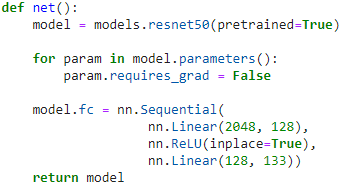 def net():
    model = models.resnet50(pretrained=True)

    for param in model.parameters():
        param.requires_grad = False

    model.fc = nn.Sequential(
                    nn.Linear(2048, 128),
                    nn.ReLU(inplace=True),
                    nn.Linear(128, 133))
    return model